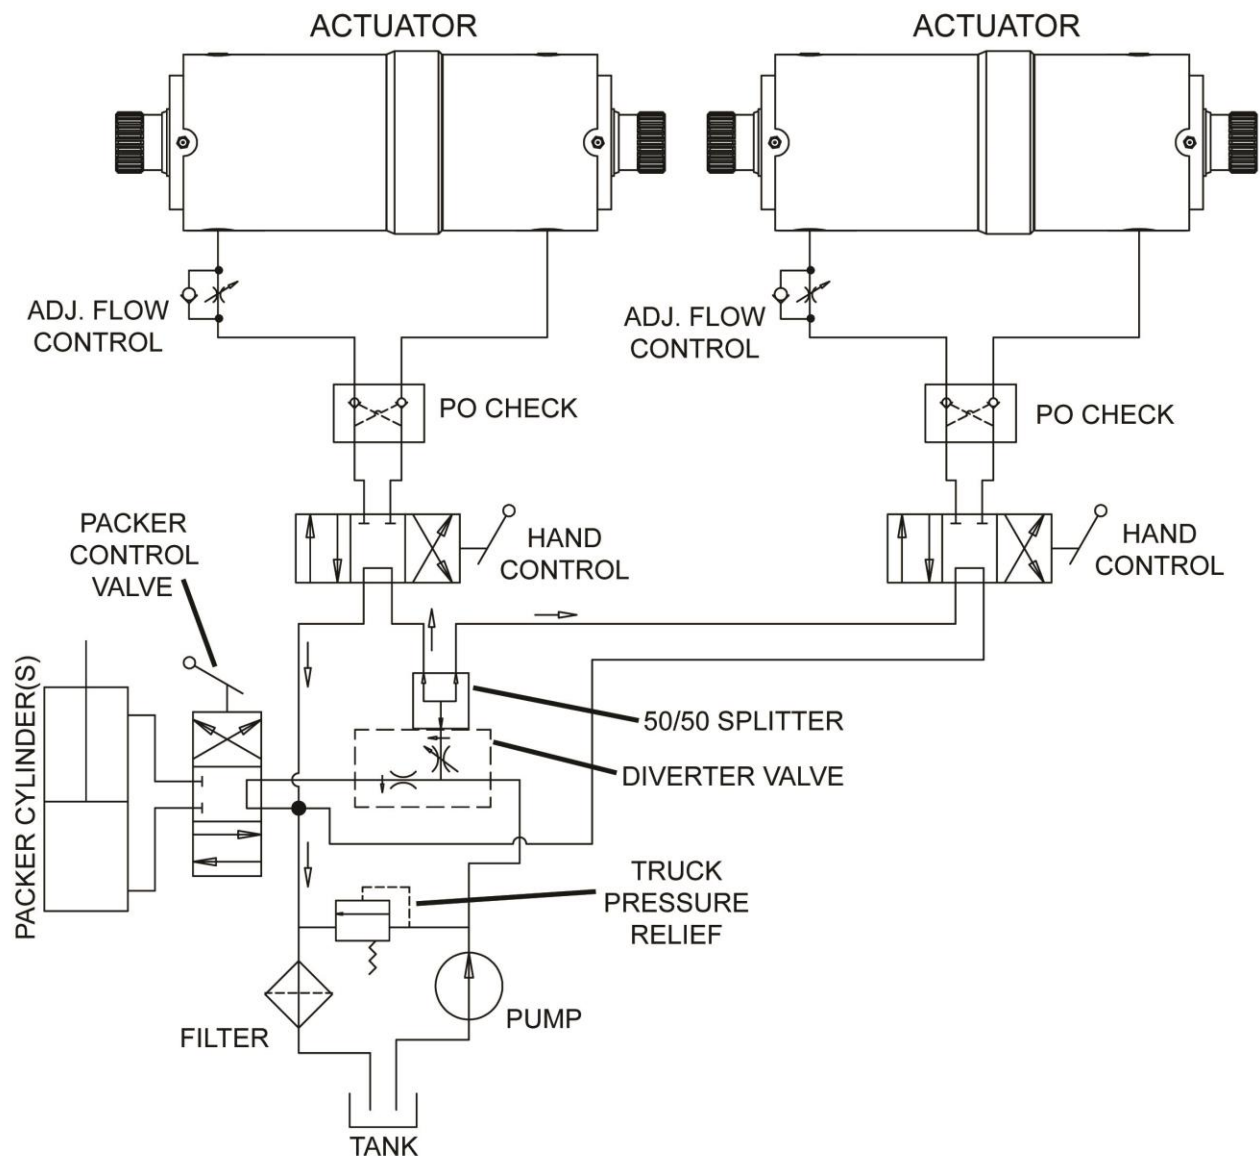 ACTUATOR
ACTUATOR
ADJ. FLOW
CONTROL
ADJ. FLOW
CONTROL
PO CHECK
PO CHECK
PACKER
CONTROL
VALVE
HAND
CONTROL
HAND
CONTROL
PACKER CYLINDER(S)
50/50 SPLITTER
DIVERTER VALVE
TRUCK
PRESSURE
RELIEF
FILTER
PUMP
TANK